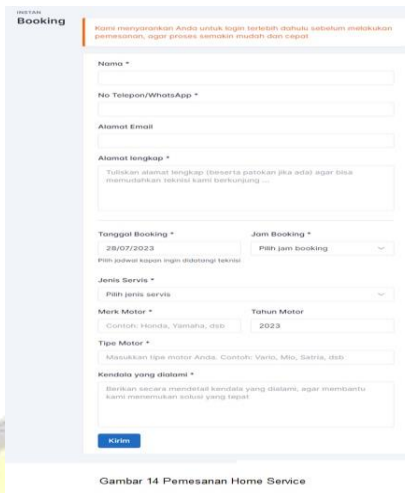 INSTAN
Booking
Kami menyarankan Anda untuk login terlebih dahulu sebelum melakukan
pemesanan, agar proses semakin mudah dan cepat
Nama *
No Telepon/WhatsApp *
Alamat Email
Alamat lengkap *
Tuliskan alamat lengkap (beserta patokan jika ada) agar bisa
memudahkan teknisi kami berkunjung ...
Tanggal Booking *
Jam Booking *
28/07/2023
Pilih jam booking
Pilih jadwal kapan ingin didatangi teknisi
Jenis Servis *
Pilih jenis servis
Merk Motor *
Tahun Motor
Contoh: Honda, Yamaha, dsb
2023
Tipe Motor *
Masukkan tipe motor Anda. Contoh: Vario, Mio, Satria, dsb
Kendala yang dialami *
Berikan secara mendetail kendala yang dialami, agar membantu
kami menemukan solusi yang tepat
Kirim
Gambar 14 Pemesanan Home Service